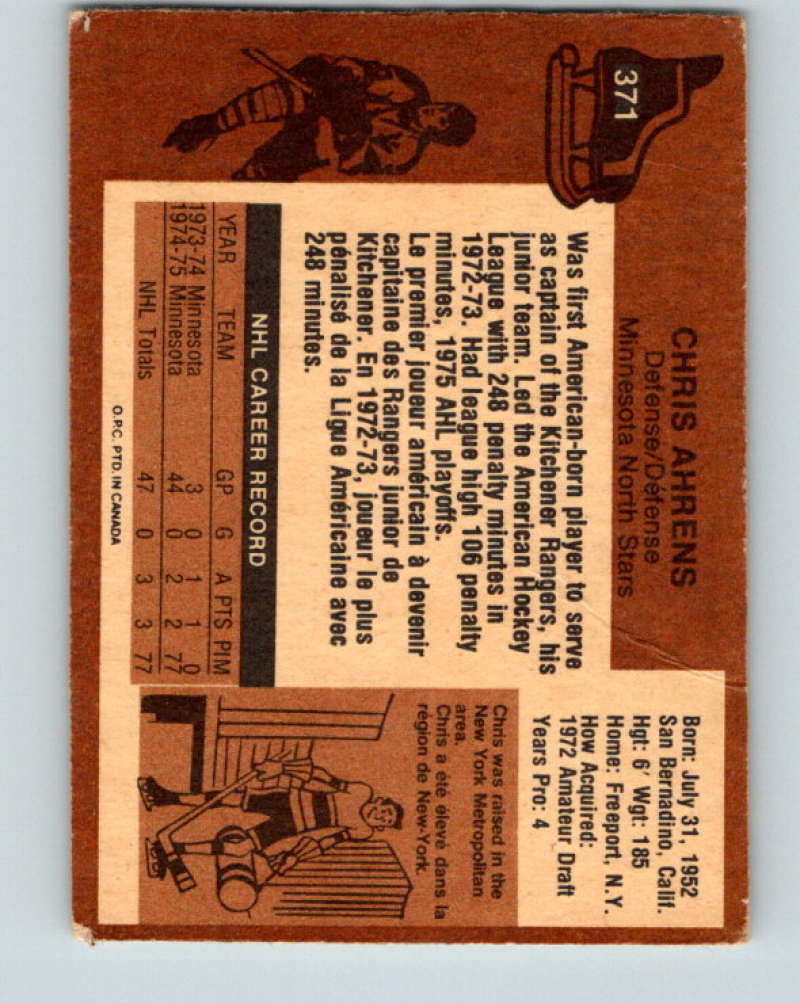 371
CHRIS AHRENS
Defense/Défense
Minnesota North Stars
Was first American-born player to serve
as captain of the Kitchener Rangers, his
junior team. Led the American Hockey
League with 248 penalty minutes in
1972-73. Had league high 106 penalty
minutes, 1975 AHL playoffs.
Le premier joueur américain à devenir
capitaine des Rangers junior de
Kitchener. En 1972-73, joueur le plus
pénalisé de la Ligue Américaine avec
248 minutes.
Born: July 31, 1952
San Bernadino, Calif.
Hgt: 6' Wgt: 185
Home: Freeport, N.Y.
How Acquired:
1972 Amateur Draft
Years Pro: 4
NHL CAREER RECORD
YEAR TEAM GP G A PTS PIM
1973-74 Minnesota 3 0 1 1 0
1974-75 Minnesota 44 0 2 2 77
NHL Totals 47 0 3 3 77
Chris was raised in the
New York Metropolitan
area.
Chris a été élevé dans la
région de New-York.
O.P.C. PTD. IN CANADA